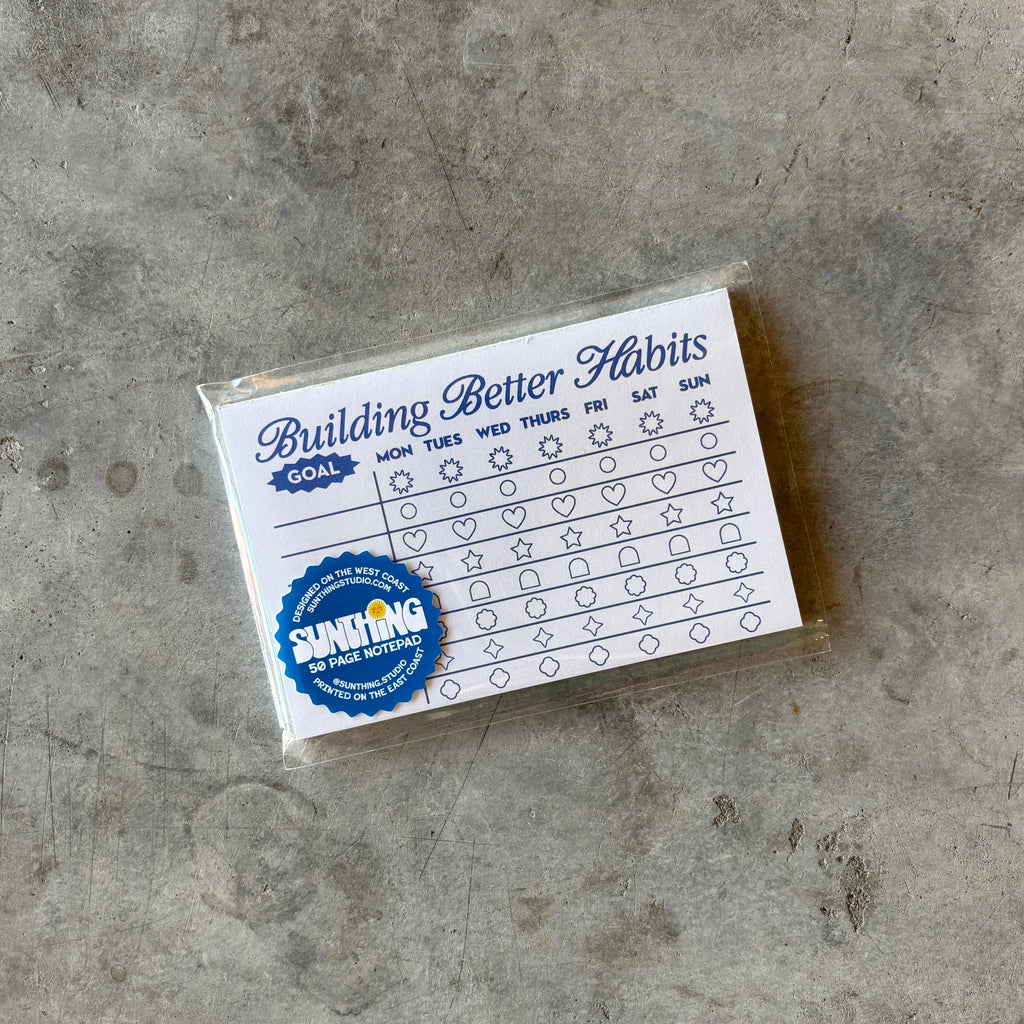 Building Better Habits
GOAL
MON TUES WED THURS FRI SAT SUN
DESIGNED ON THE WEST COAST
SUNTHINGSTUDIO.COM
SUNTHING
50 PAGE NOTEPAD
@SUNTHING.STUDIO
PRINTED ON THE EAST COAST